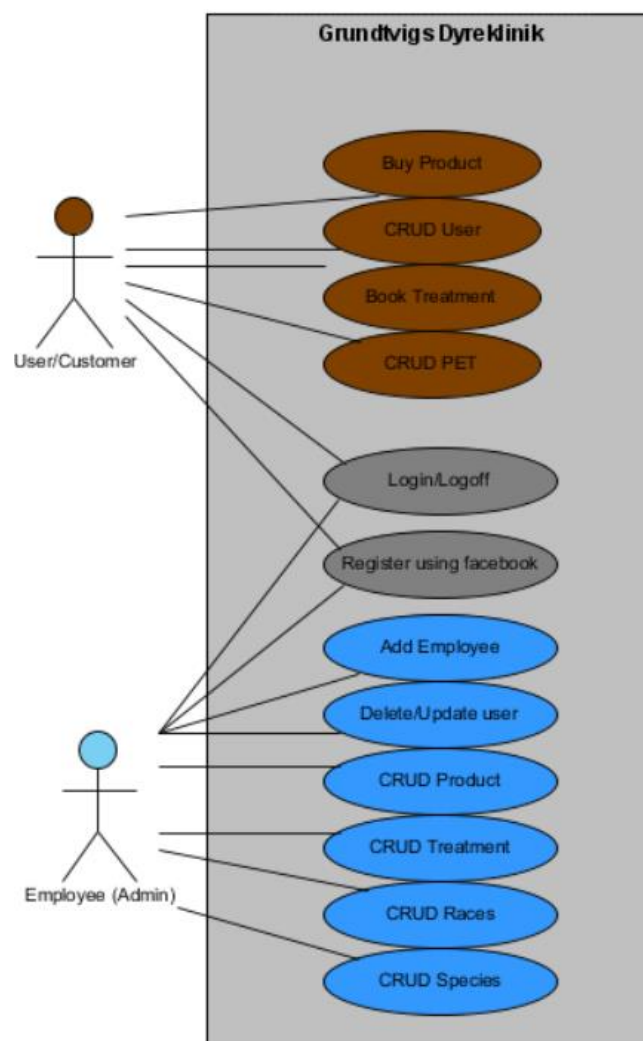 Grundtvigs Dyreklinik
Buy Product
CRUD User
Book Treatment
User/Customer
CRUD PET
Login/Logoff
Register using facebook
Add Employee
Delete/Update user
CRUD Product
CRUD Treatment
Employee (Admin)
CRUD Races
CRUD Species